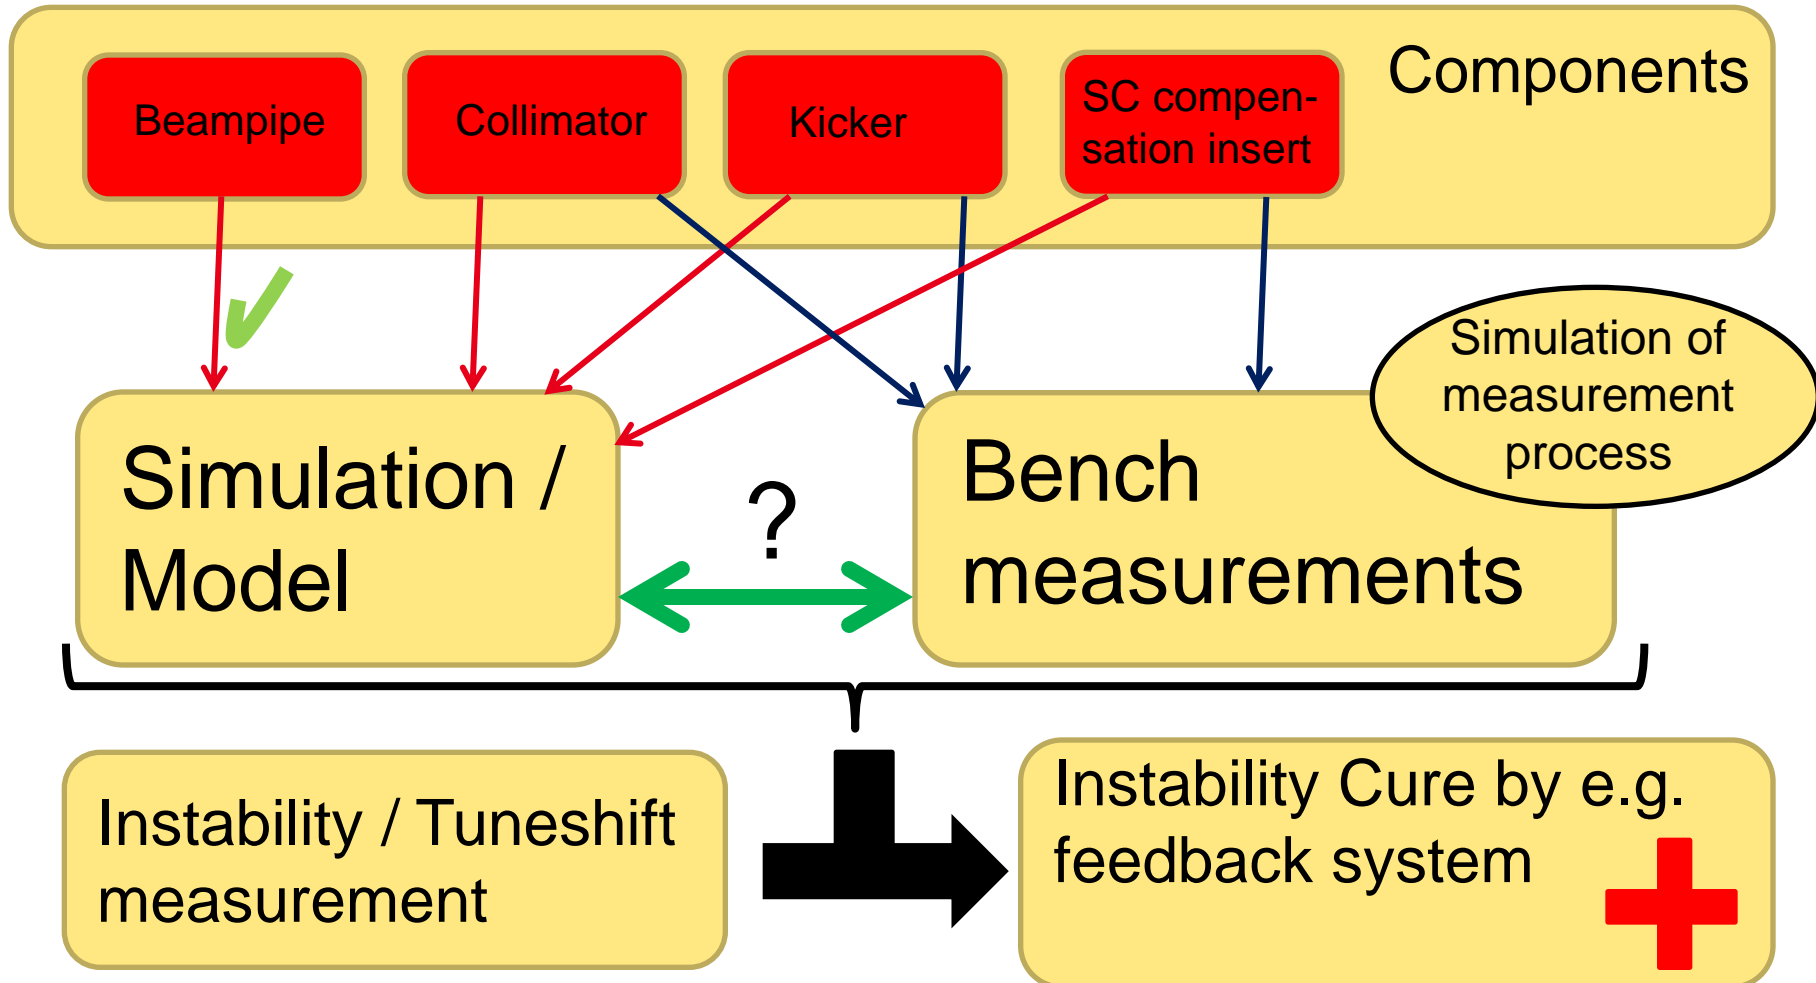 Components
Beampipe
Collimator
Kicker
SC compen-
sation insert
Simulation of
measurement
process
Simulation /
Model
?
Bench
measurements
Instability / Tuneshift
measurement
Instability Cure by e.g.
feedback system